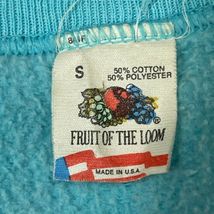 S
50% COTTON
50% POLYESTER
FRUIT OF THE LOOM
MADE IN U.S.A.